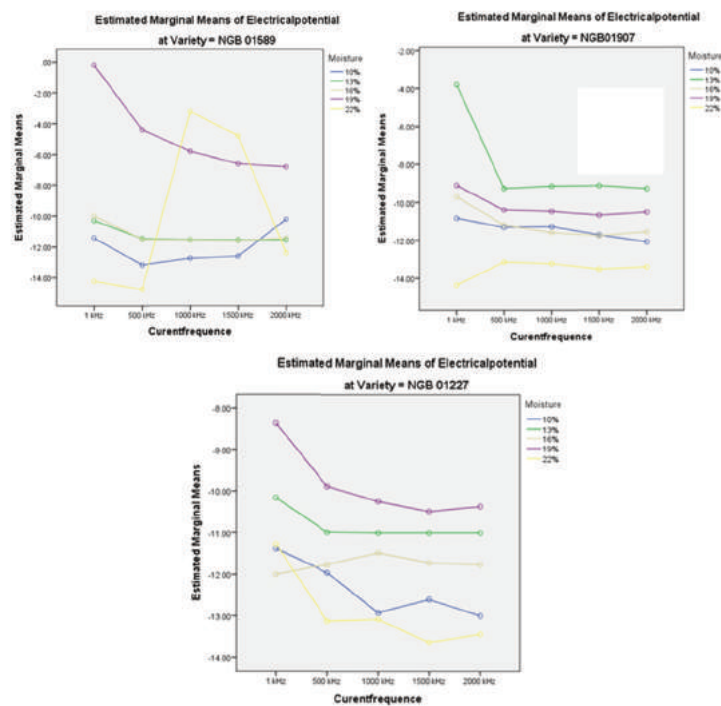 Estimated Marginal Means of Electricalpotential
at Variety = NGB 01589
Moisture
10%
13%
16%
19%
22%
Estimated Marginal Means
.00
-2.00
-4.00
-6.00
-8.00
-10.00
-12.00
-14.00
1 kHz
500 kHz
1000 kHz
1500 kHz
2000 kHz
Curentfrequence
Estimated Marginal Means of Electricalpotential
at Variety = NGB01907
Moisture
10%
13%
16%
19%
22%
Estimated Marginal Means
-2.00
-4.00
-6.00
-8.00
-10.00
-12.00
-14.00
1 kHz
500 kHz
1000 kHz
1500 kHz
2000 kHz
Curentfrequence
Estimated Marginal Means of Electricalpotential
at Variety = NGB 01227
Moisture
10%
13%
16%
19%
22%
Estimated Marginal Means
-8.00
-9.00
-10.00
-11.00
-12.00
-13.00
-14.00
1 kHz
500 kHz
1000 kHz
1500 kHz
2000 kHz
Curentfrequence